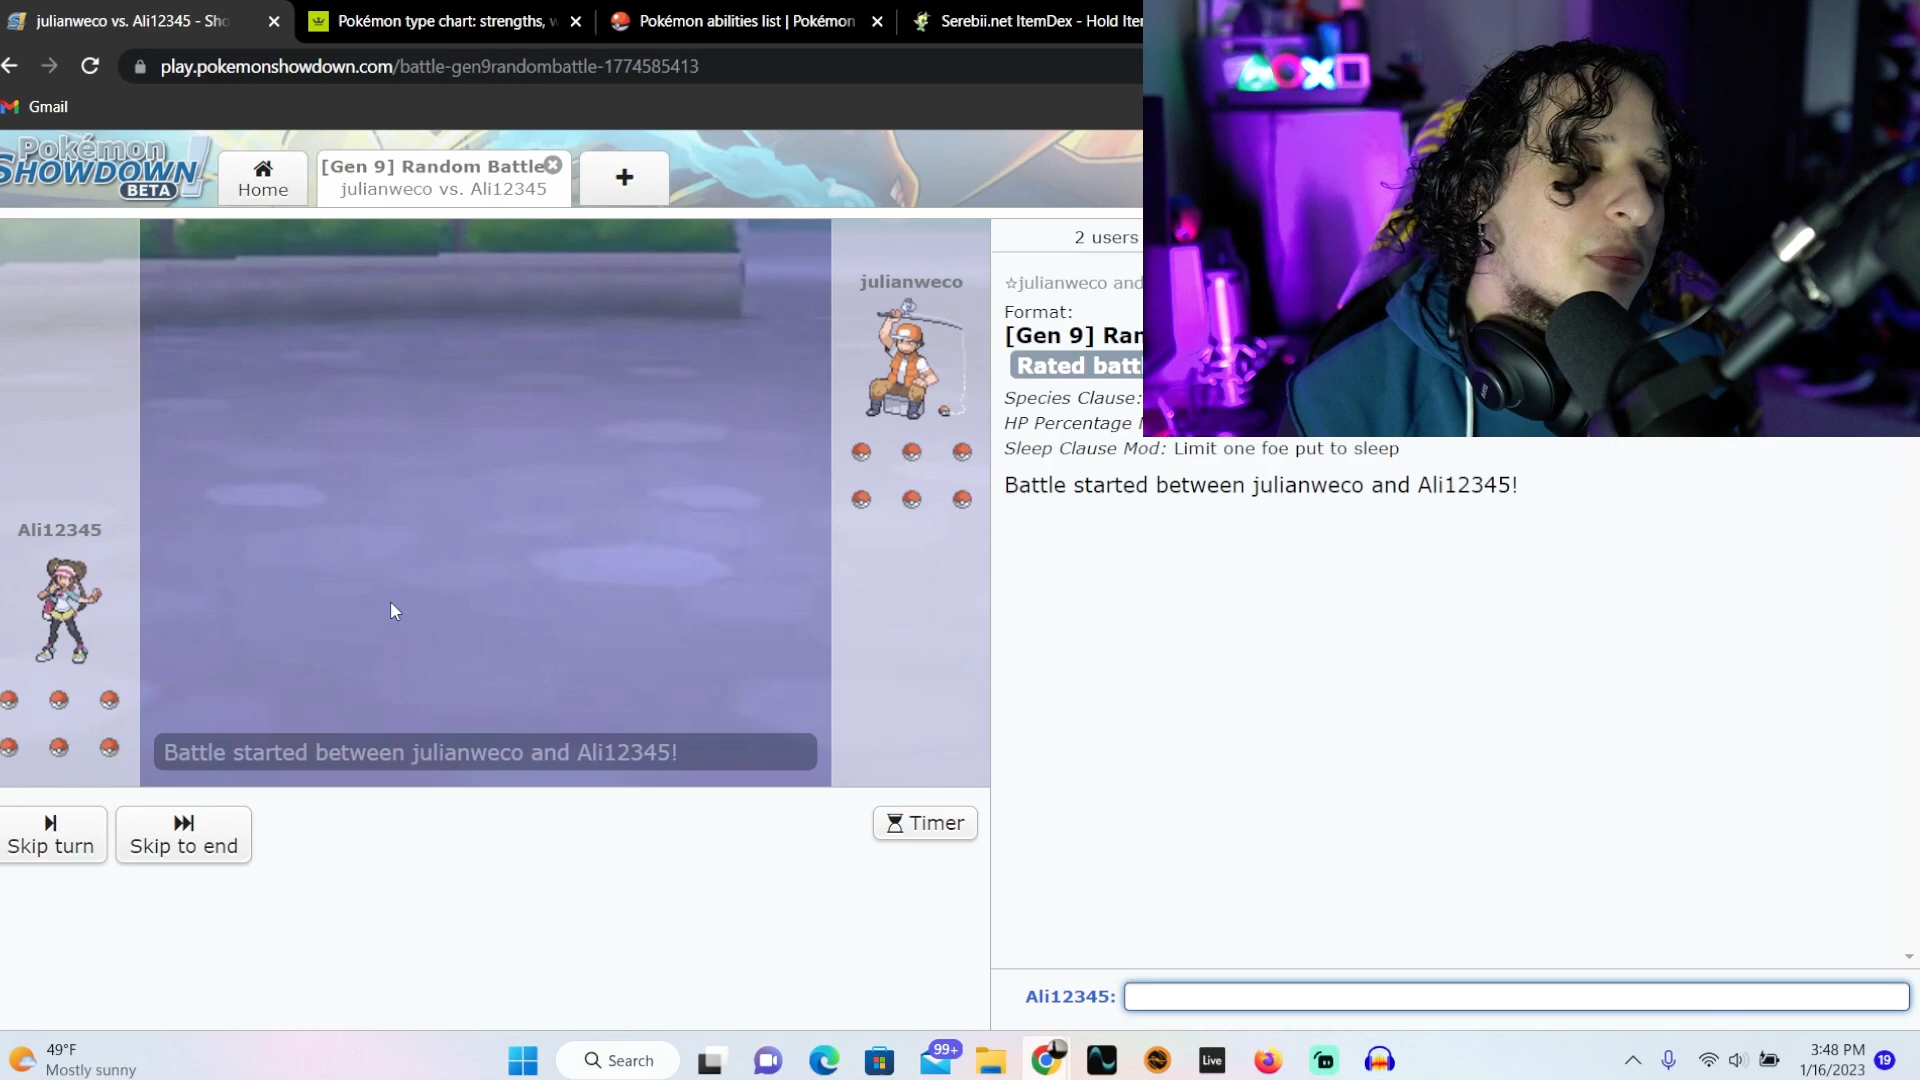 julianweco vs. Ali12345 - Sho
Pokémon type chart: strengths, w
Pokémon abilities list | Pokémon
Serebii.net ItemDex - Hold Iter
play.pokemonshowdown.com/battle-gen9randombattle-1774585413
Gmail
Pokémon
SHOWDOWN!
BETA
Home
[Gen 9] Random Battle
julianweco vs. Ali12345
+
julianweco
Ali12345
Battle started between julianweco and Ali12345!
Skip turn
Skip to end
Timer
2 users
☆julianweco and
Format:
[Gen 9] Ran
Rated batt
Species Clause:
HP Percentage
Sleep Clause Mod: Limit one foe put to sleep
Battle started between julianweco and Ali12345!
Ali12345:
49°F
Mostly sunny
Search
99+
Live
3:48 PM
1/16/2023
19